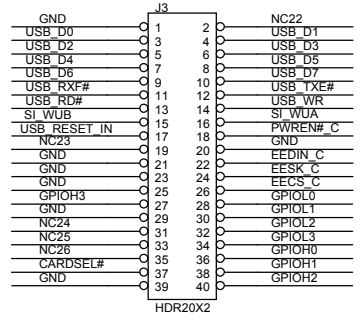 J3
GND 1 2 NC22
USB_D0 3 4 USB_D1
USB_D2 5 6 USB_D3
USB_D4 7 8 USB_D5
USB_D6 9 10 USB_D7
USB_RXF# 11 12 USB_TXE#
USB_RD# 13 14 USB_WR
SI_WUB 15 16 SI_WUA
USB_RESET_IN 17 18 PWREN#_C
NC23 19 20 GND
GND 21 22 EEDIN_C
GND 23 24 EESK_C
GND 25 26 EECS_C
GPIOH3 27 28 GPIOL0
GND 29 30 GPIOL1
NC24 31 32 GPIOL2
NC25 33 34 GPIOL3
NC26 35 36 GPIOH0
CARDSEL# 37 38 GPIOH1
GND 39 40 GPIOH2
HDR20X2